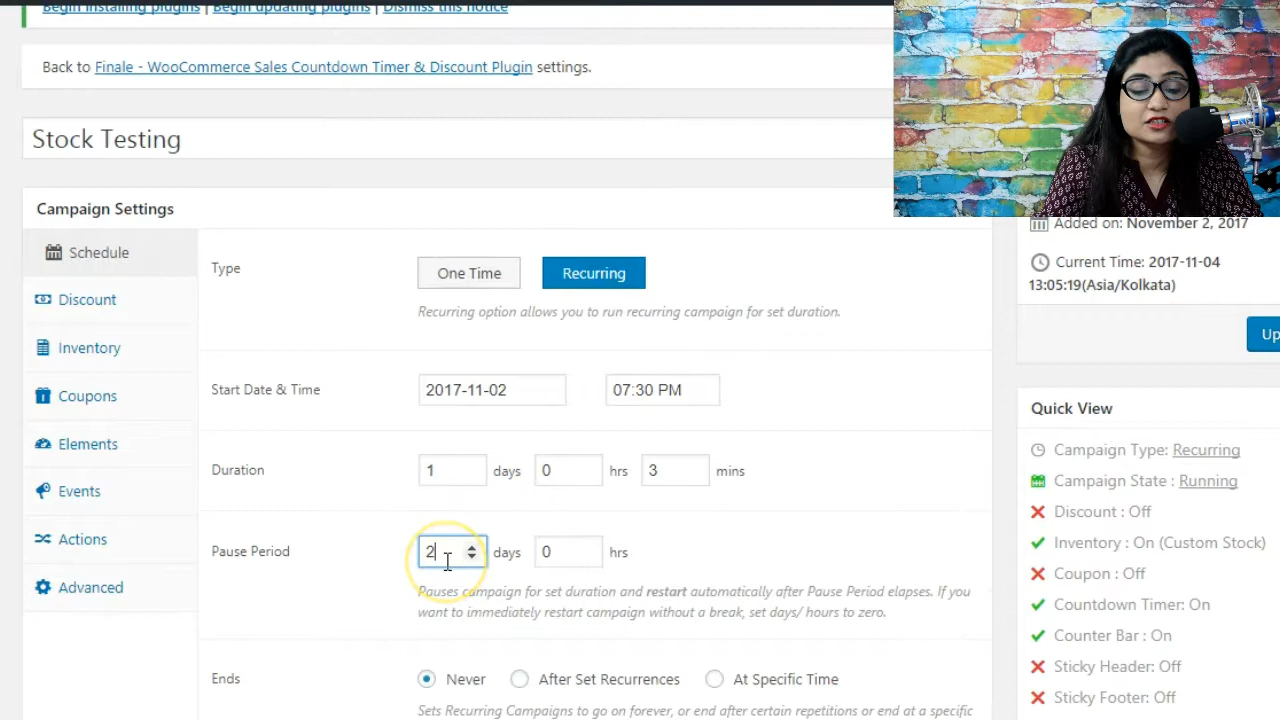 Begin installing plugins | Begin updating plugins | Dismiss this notice
Back to Finale - WooCommerce Sales Countdown Timer & Discount Plugin settings.
Stock Testing
Campaign Settings
Schedule
Discount
Inventory
Coupons
Elements
Events
Actions
Advanced
Type
One Time
Recurring
Recurring option allows you to run recurring campaign for set duration.
Start Date & Time
2017-11-02
07:30 PM
Duration
1 days 0 hrs 3 mins
Pause Period
2 days 0 hrs
Pauses campaign for set duration and restart automatically after Pause Period elapses. If you
want to immediately restart campaign without a break, set days/ hours to zero.
Ends
Never
After Set Recurrences
At Specific Time
Sets Recurring Campaigns to go on forever, or end after certain repetitions or end at a specific
Added on: November 2, 2017
Current Time: 2017-11-04
13:05:19(Asia/Kolkata)
Up
Quick View
Campaign Type: Recurring
Campaign State : Running
Discount : Off
Inventory : On (Custom Stock)
Coupon : Off
Countdown Timer: On
Counter Bar : On
Sticky Header: Off
Sticky Footer: Off